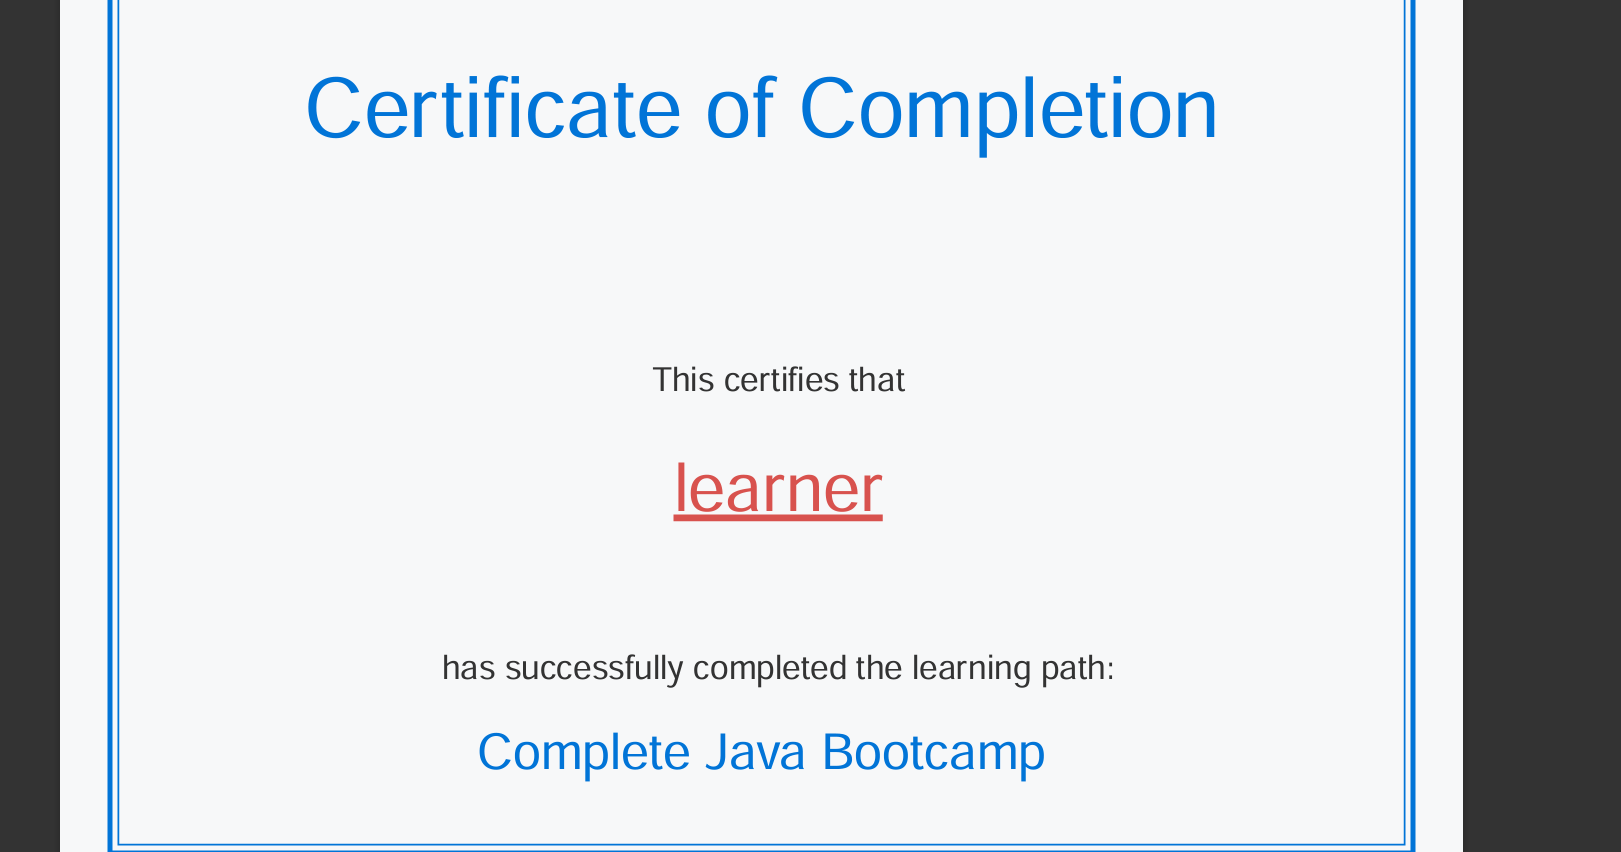 Certificate of Completion
This certifies that
learner
has successfully completed the learning path:
Complete Java Bootcamp